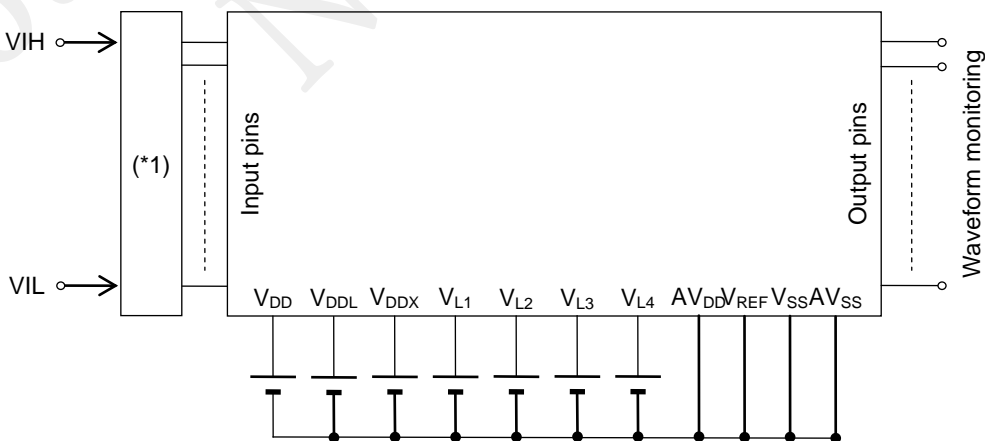 VIH
VIL
(*1)
Input pins
Output pins
Waveform monitoring
VDD VDDL VDDX VL1 VL2 VL3 VL4 AVDD VREF VSS AVSS